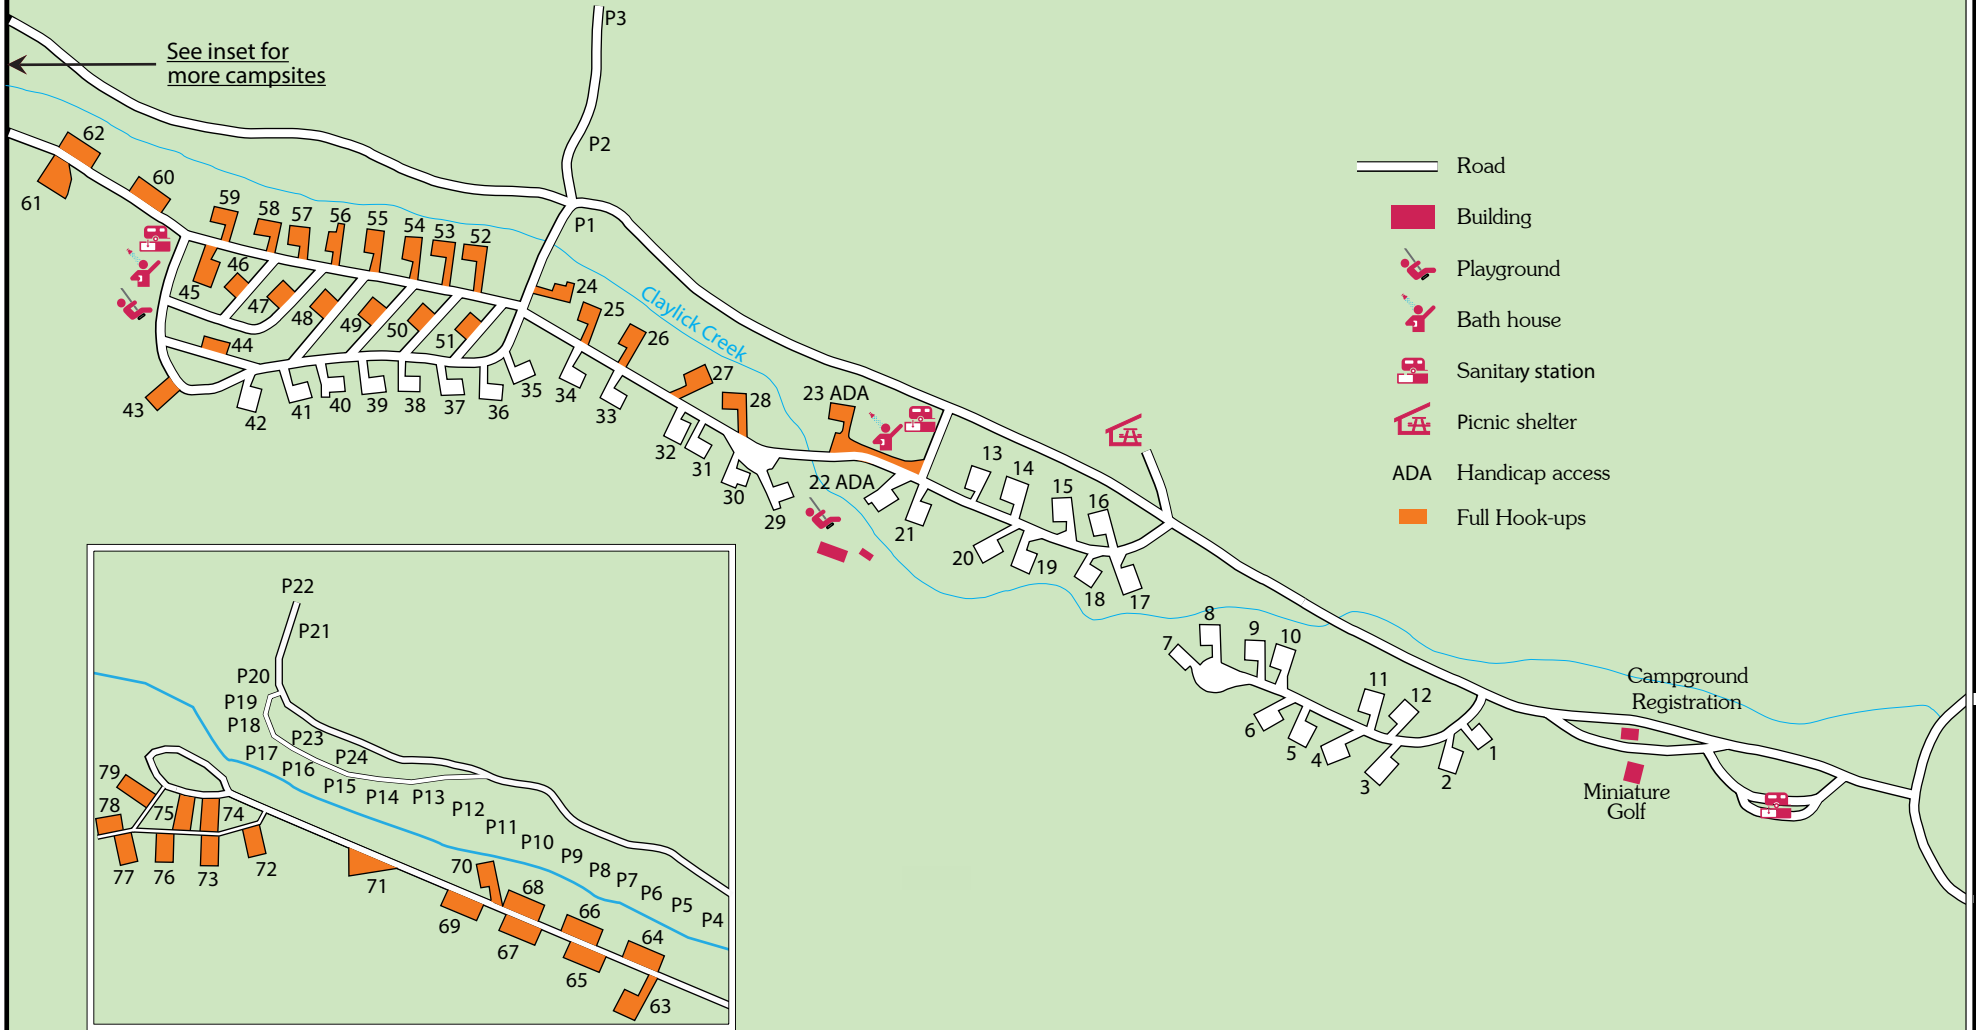 P3
See inset for
more campsites
P2
P1
62
61
60
59
58
57
56
55
54
53
52
45
46
47
48
49
50
51
44
43
42
41
40
39
38
37
36
35
34
33
32
31
30
29
24
25
26
27
28
Claylick Creek
23 ADA
22 ADA
21
20
19
18
17
13
14
15
16
7
8
9
10
11
12
6
5
4
3
2
1
Campground
Registration
Miniature
Golf
Road
Building
Playground
Bath house
Sanitary station
Picnic shelter
ADA Handicap access
Full Hook-ups
P22
P21
P20
P19
P18
P17
P23
P24
P16
P15
P14
P13
P12
P11
P10
P9
P8
P7
P6
P5
P4
79
78
75
74
77
76
73
72
71
70
69
68
67
66
65
64
63